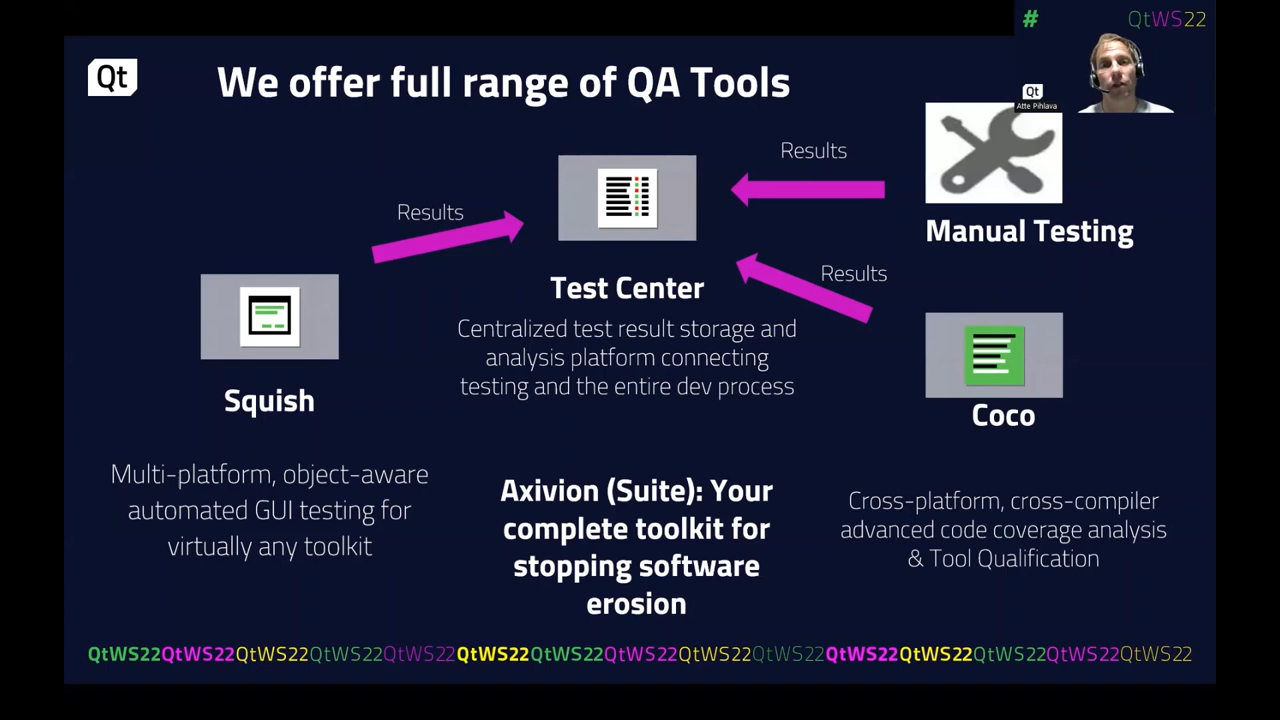 #
QtWS22
Qt
We offer full range of QA Tools
Qt
Atte Pihlava
Results
Results
Manual Testing
Results
Test Center
Centralized test result storage and
analysis platform connecting
testing and the entire dev process
Squish
Coco
Multi-platform, object-aware
automated GUI testing for
virtually any toolkit
Axivion (Suite): Your
complete toolkit for
stopping software
erosion
Cross-platform, cross-compiler
advanced code coverage analysis
& Tool Qualification
QtWS22QtWS22QtWS22QtWS22QtWS22QtWS22QtWS22QtWS22QtWS22QtWS22QtWS22QtWS22QtWS22QtWS22QtWS22